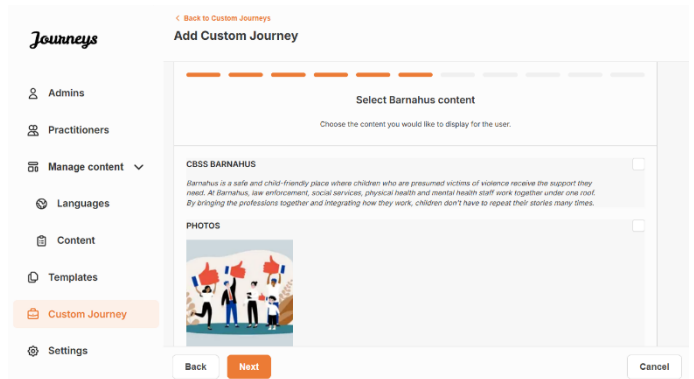 Journeys
Admins
Practitioners
Manage content
Languages
Content
Templates
Custom Journey
Settings
< Back to Custom Journeys
Add Custom Journey
Select Barnahus content
Choose the content you would like to display for the user.
CBSS BARNAHUS
Barnahus is a safe and child-friendly place where children who are presumed victims of violence receive the support they
need. At Barnahus, law enforcement, social services, physical health and mental health staff work together under one roof.
By bringing the professions together and integrating how they work, children don't have to repeat their stories many times.
PHOTOS
Back
Next
Cancel